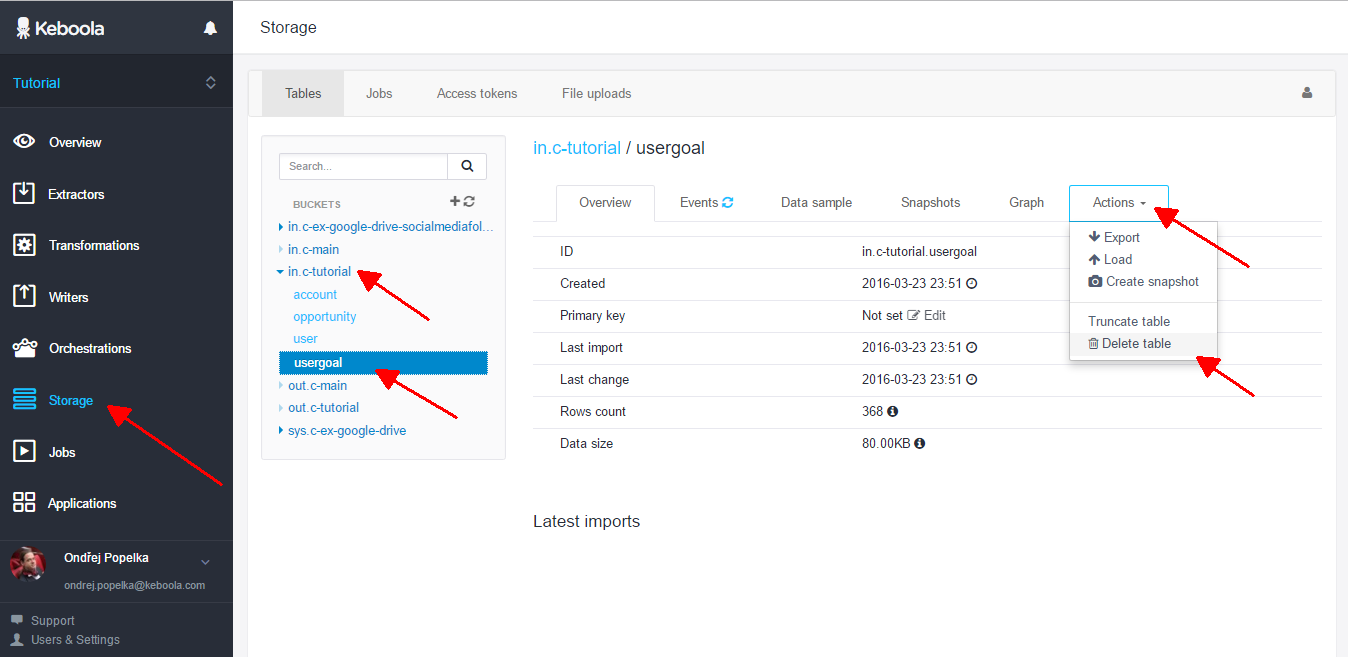 Keboola
Tutorial
Overview
Extractors
Transformations
Writers
Orchestrations
Storage
Jobs
Applications
Ondřej Popelka
ondrej.popelka@keboola.com
Support
Users & Settings
Storage
Tables Jobs Access tokens File uploads
Search...
BUCKETS
in.c-ex-google-drive-socialmediafol...
in.c-main
in.c-tutorial
account
opportunity
user
usergoal
out.c-main
out.c-tutorial
sys.c-ex-google-drive
in.c-tutorial / usergoal
Overview Events Data sample Snapshots Graph Actions
Export
Load
Create snapshot
Truncate table
Delete table
ID in.c-tutorial.usergoal
Created 2016-03-23 23:51
Primary key Not set Edit
Last import 2016-03-23 23:51
Last change 2016-03-23 23:51
Rows count 368
Data size 80.00KB
Latest imports